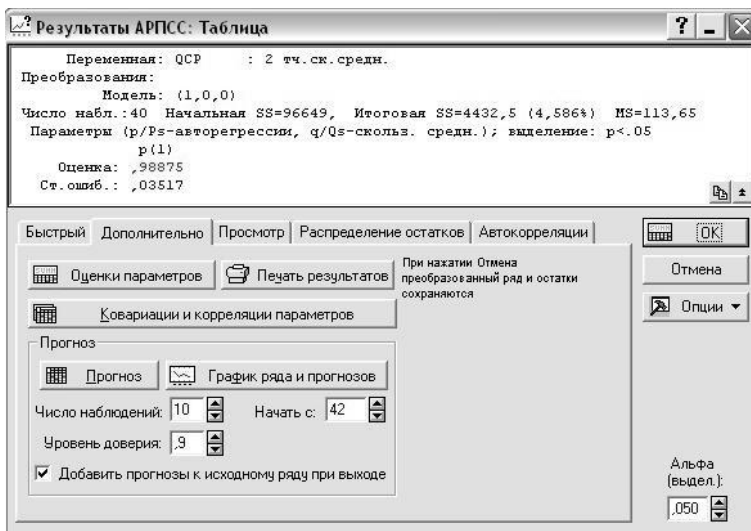 Результаты АРПСС: Таблица
Переменная: QCP : 2 тч.ск.средн.
Преобразования:
Модель: (1,0,0)
Число набл.:40 Начальная SS=96649, Итоговая SS=4432,5 (4,586%) MS=113,65
Параметры (p/Ps-авторегрессии, q/Qs-скольз. средн.); выделение: p<.05
p(1)
Оценка: ,98875
Ст.ошиб.: ,03517
Быстрый Дополнительно Просмотр Распределение остатков Автокорреляции
Оценки параметров Печать результатов
При нажатии Отмена
преобразованный ряд и остатки
сохраняются
Ковариации и корреляции параметров
Прогноз
Прогноз График ряда и прогнозов
Число наблюдений: 10 Начать с: 42
Уровень доверия: ,9
Добавить прогнозы к исходному ряду при выходе
OK
Отмена
Опции
Альфа
(выдел.):
,050